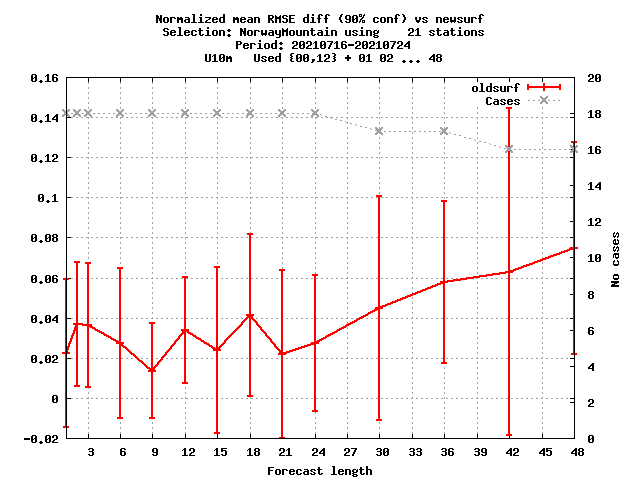 Normalized mean RMSE diff (90% conf) vs newsurf
Selection: NorwayMountain using    21 stations
Period: 20210716-20210724
U10m   Used {00,12} + 01 02 ... 48
oldsurf
Cases
0.16
0.14
0.12
0.1
0.08
0.06
0.04
0.02
0
-0.02
20
18
16
14
12
10
8
6
4
2
0
No cases
3 6 9 12 15 18 21 24 27 30 33 36 39 42 45 48
Forecast length